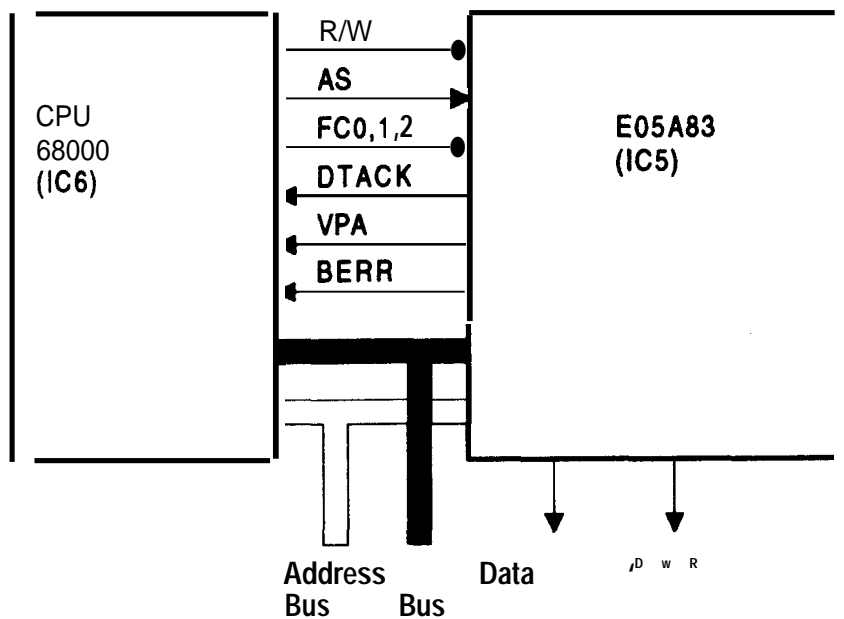 R/W
AS
FC0,1,2
DTACK
VPA
BERR
CPU
68000
(IC6)
E05A83
(IC5)
Address Data
Bus Bus
D W R